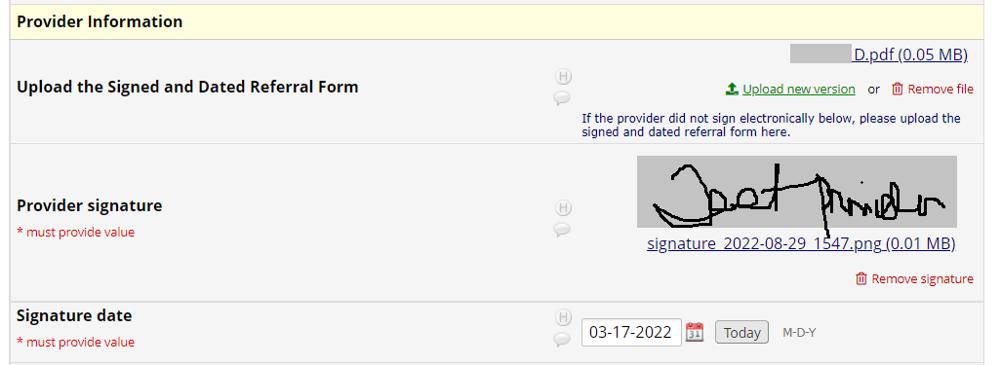 Provider Information
D.pdf (0.05 MB)
Upload the Signed and Dated Referral Form
H
Upload new version or Remove file
If the provider did not sign electronically below, please upload the
signed and dated referral form here.
Provider signature
H
* must provide value
signature_2022-08-29_1547.png (0.01 MB)
Remove signature
Signature date
H
* must provide value
03-17-2022 31 Today M-D-Y